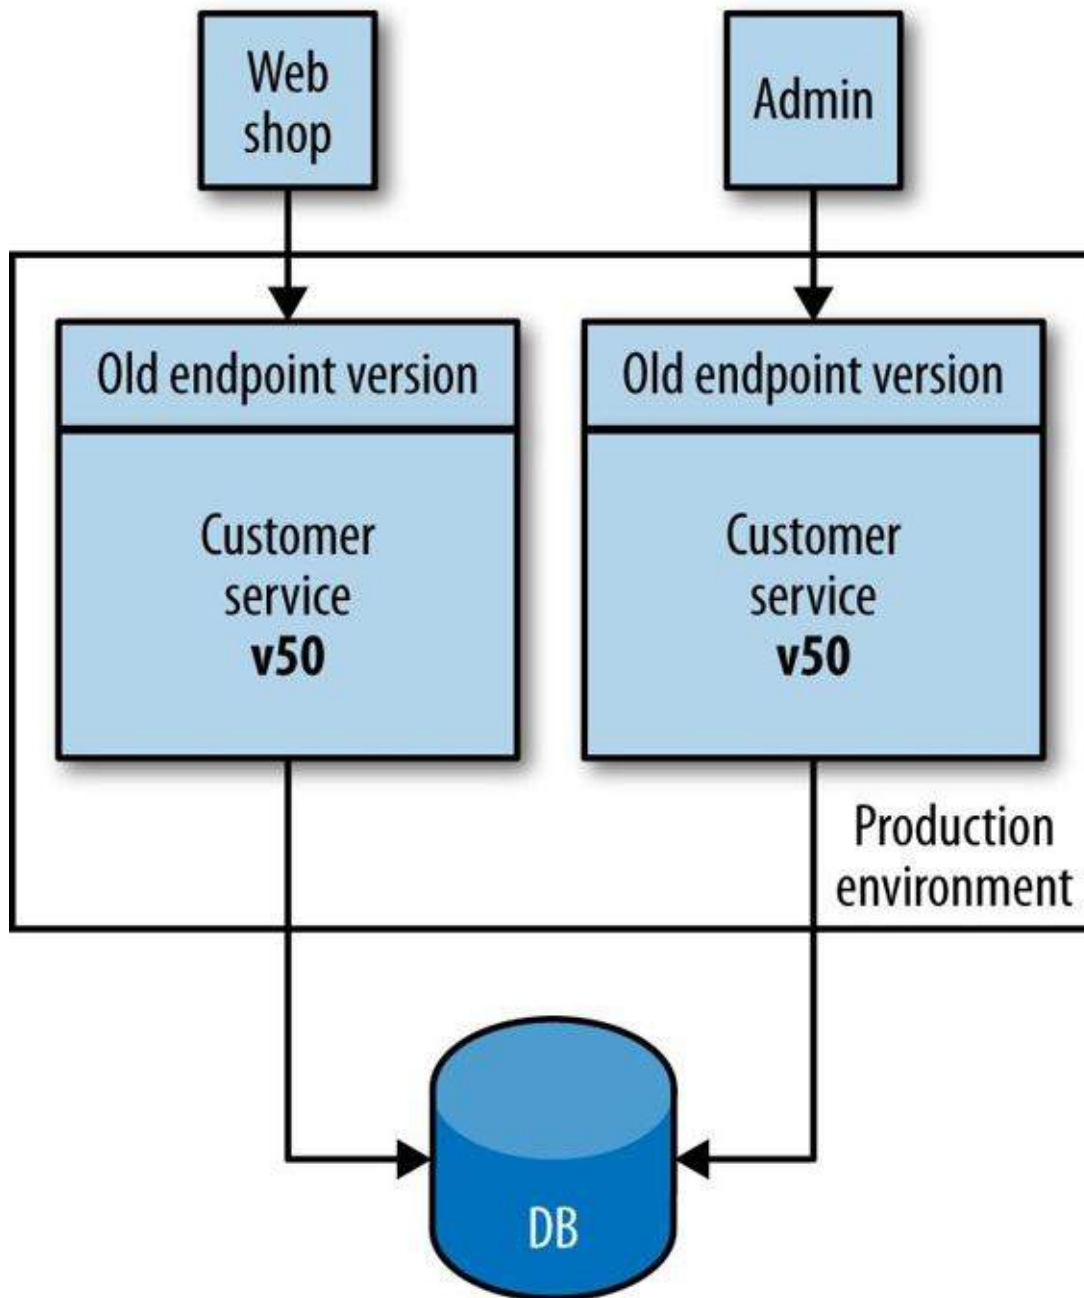 Web
shop
Admin
Old endpoint version
Old endpoint version
Customer
service
v50
Customer
service
v50
Production
environment
DB